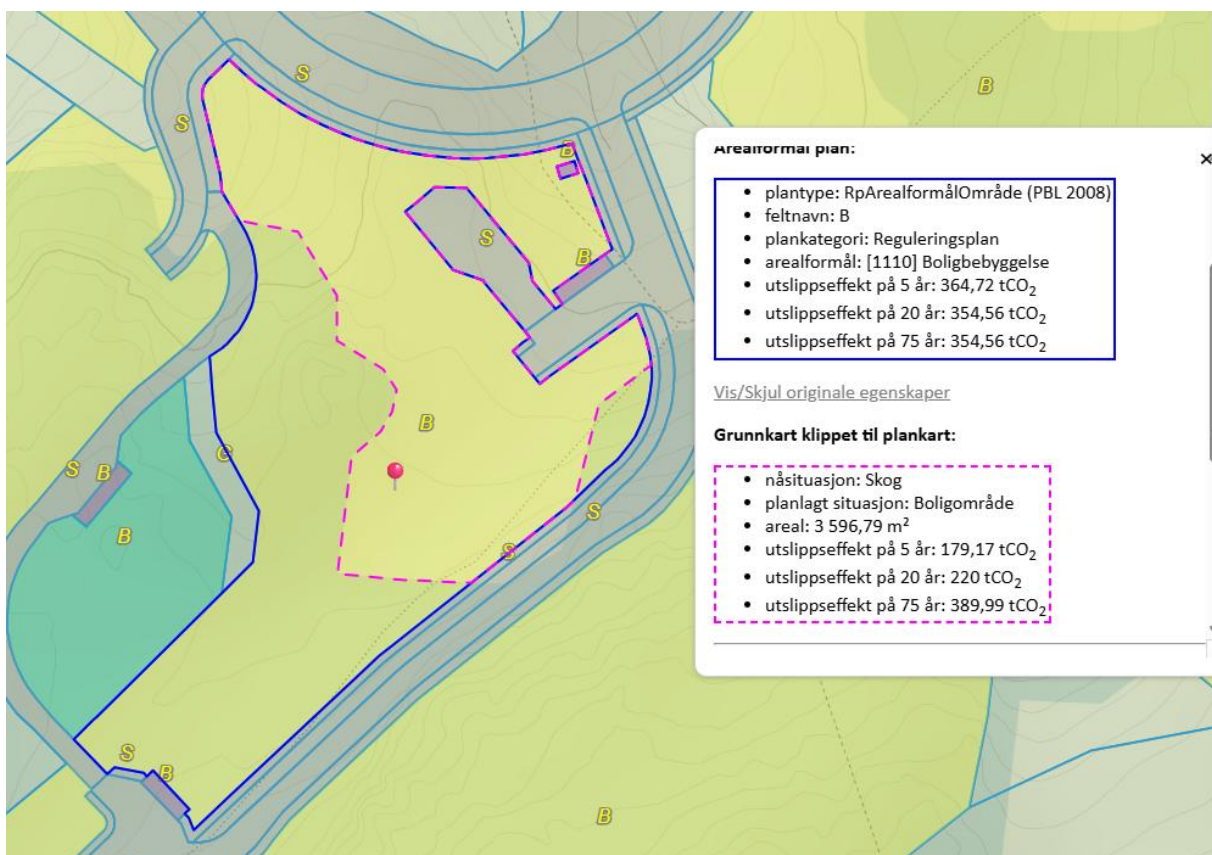 S
B
S
Arealformål plan:
×
B
plantype: RpArealformålOmråde (PBL 2008)
feltnavn: B
S
plankategori: Reguleringsplan
B
arealformål: [1110] Boligbebyggelse
utslippseffekt på 5 år: 364,72 tCO2
utslippseffekt på 20 år: 354,56 tCO2
utslippseffekt på 75 år: 354,56 tCO2
Vis/Skjul originale egenskaper
B
Grunnkart klippet til plankart:
G
S
B
nåsituasjon: Skog
planlagt situasjon: Boligområde
S
areal: 3 596,79 m²
B
S
utslippseffekt på 5 år: 179,17 tCO2
utslippseffekt på 20 år: 220 tCO2
utslippseffekt på 75 år: 389,99 tCO2
S
B
B